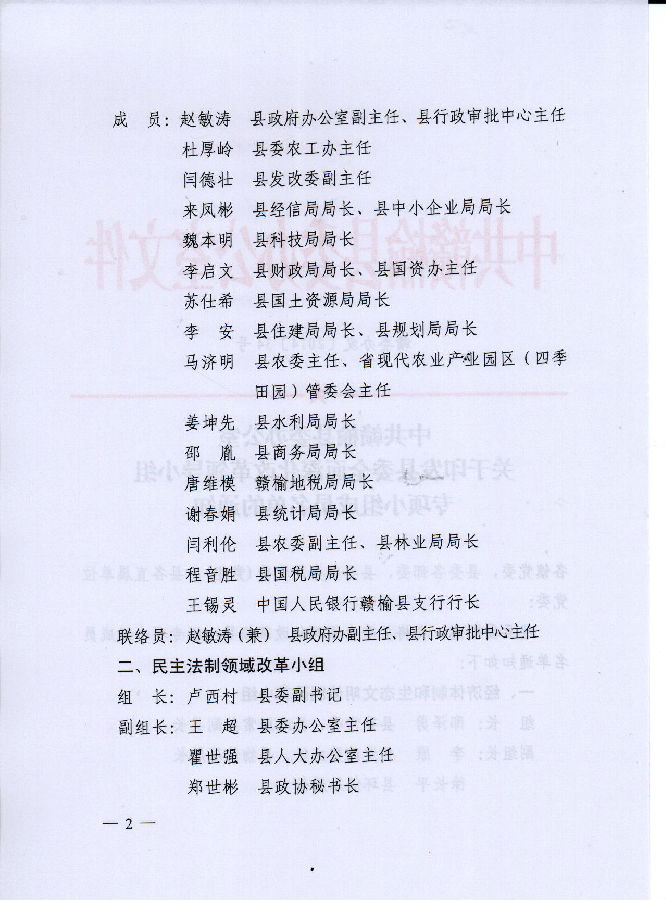 成　员：赵敏涛　县政府办公室副主任、县行政审批中心主任
杜厚岭　县委农工办主任
闫德壮　县发改委副主任
来凤彬　县经信局局长、县中小企业局局长
魏本明　县科技局局长
李启文　县财政局局长、县国资办主任
苏仕希　县国土资源局局长
李　安　县住建局局长、县规划局局长
马济明　县农委主任、省现代农业产业园区（四季
田园）管委会主任
姜坤先　县水利局局长
邵　胤　县商务局局长
唐维模　赣榆地税局局长
谢春娟　县统计局局长
闫利伦　县农委副主任、县林业局局长
程晋胜　县国税局局长
王锡灵　中国人民银行赣榆县支行行长
联络员：赵敏涛（兼）　县政府办副主任、县行政审批中心主任
二、民主法制领域改革小组
组　长：卢西村　县委副书记
副组长：王　超　县委办公室主任
瞿世强　县人大办公室主任
郑世彬　县政协秘书长
— 2 —